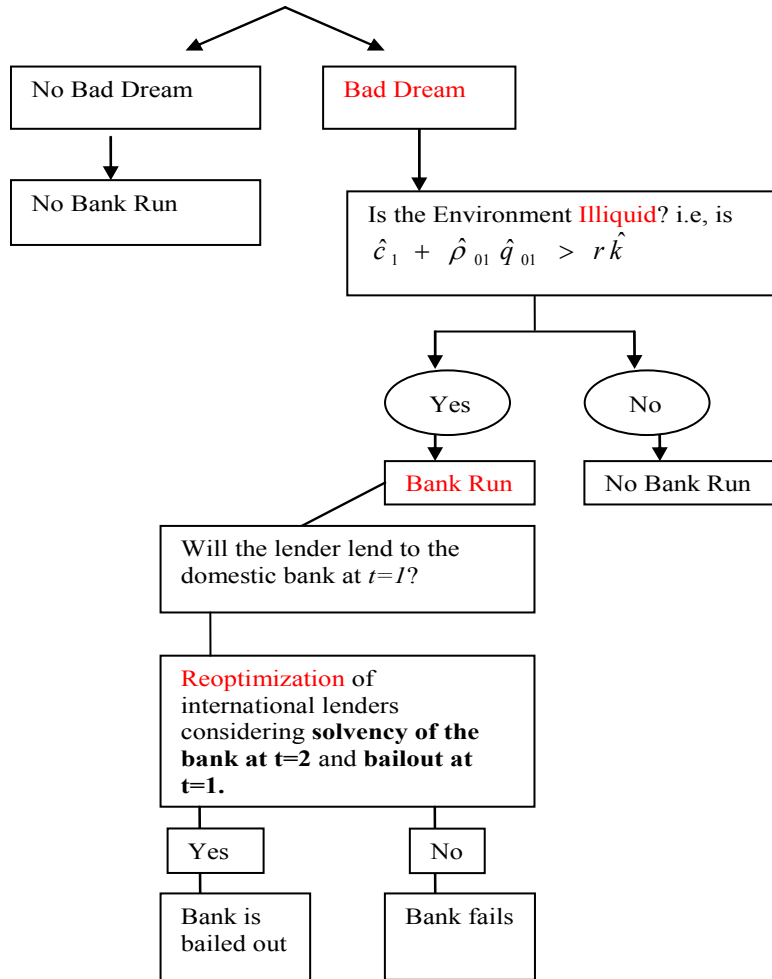 No Bad Dream
Bad Dream
No Bank Run
Is the Environment Illiquid? i.e, is
ĉ₁ + ρ̂₀₁ q̂₀₁ > r k̂
Yes
No
Bank Run
No Bank Run
Will the lender lend to the
domestic bank at t=1?
Reoptimization of
international lenders
considering solvency of the
bank at t=2 and bailout at
t=1.
Yes
No
Bank is
bailed out
Bank fails